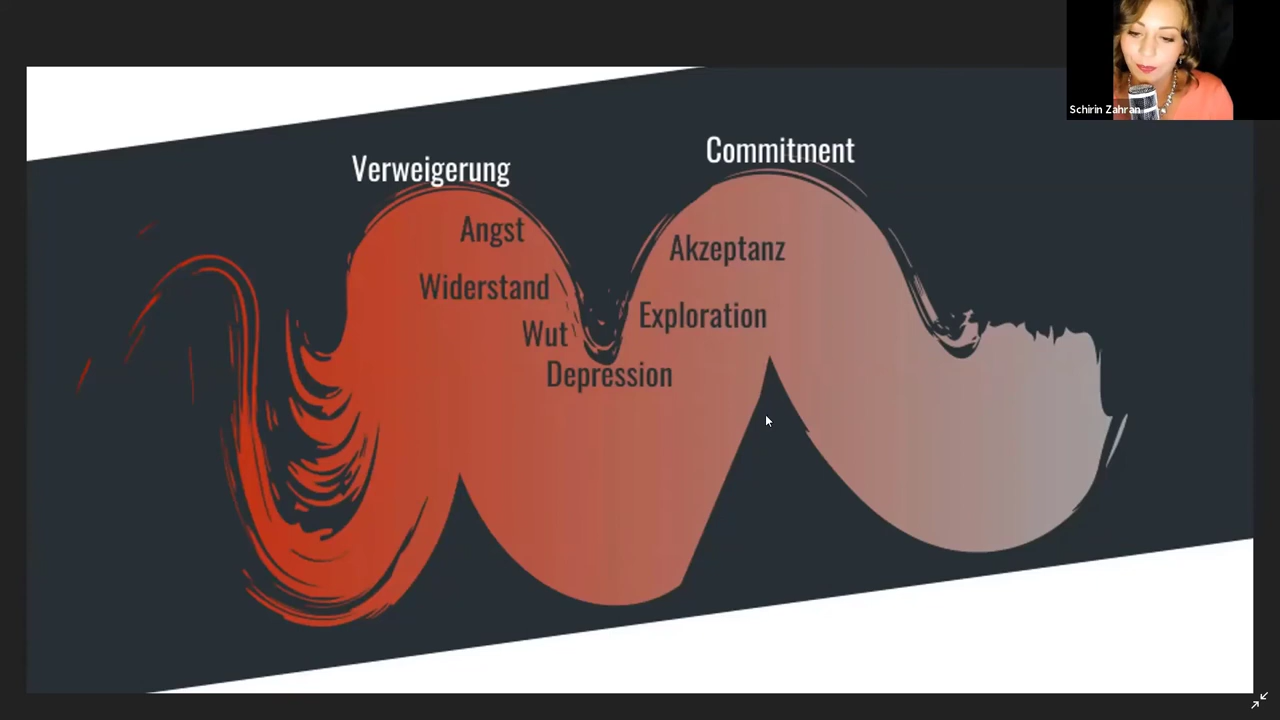 Schirin Zahran
Verweigerung
Commitment
Angst
Akzeptanz
Widerstand
Exploration
Wut
Depression